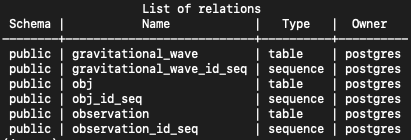 List of relations
Schema | Name | Type | Owner
public | gravitational_wave | table | postgres
public | gravitational_wave_id_seq | sequence | postgres
public | obj | table | postgres
public | obj_id_seq | sequence | postgres
public | observation | table | postgres
public | observation_id_seq | sequence | postgres